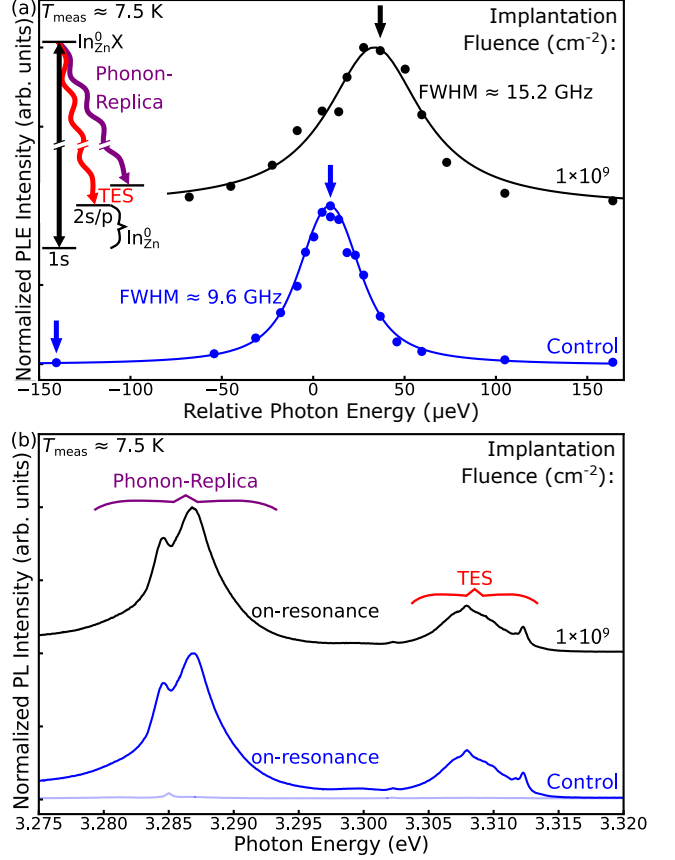 (a)
T_meas ≈ 7.5 K
Implantation
Fluence (cm⁻²):
In⁰_Zn X
Phonon-
Replica
FWHM ≈ 15.2 GHz
1×10⁹
TES
2s/p
In⁰_Zn
1s
FWHM ≈ 9.6 GHz
Control
Normalized PLE Intensity (arb. units)
−150 −100 −50 0 50 100 150
Relative Photon Energy (μeV)
(b)
T_meas ≈ 7.5 K
Implantation
Fluence (cm⁻²):
Phonon-Replica
TES
on-resonance
1×10⁹
on-resonance
Control
Normalized PL Intensity (arb. units)
3.275 3.280 3.285 3.290 3.295 3.300 3.305 3.310 3.315 3.320
Photon Energy (eV)